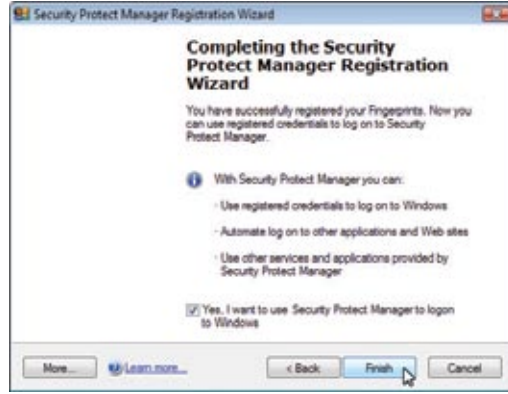 Security Protect Manager Registration Wizard
Completing the Security
Protect Manager Registration
Wizard
You have successfully registered your Fingerprints. Now you
can use registered credentials to log on to Security
Protect Manager.
With Security Protect Manager you can:
· Use registered credentials to log on to Windows
· Automate log on to other applications and Web sites
· Use other services and applications provided by
Security Protect Manager
Yes, I want to use Security Protect Manager to logon
to Windows
More... Learn more... < Back Finish Cancel